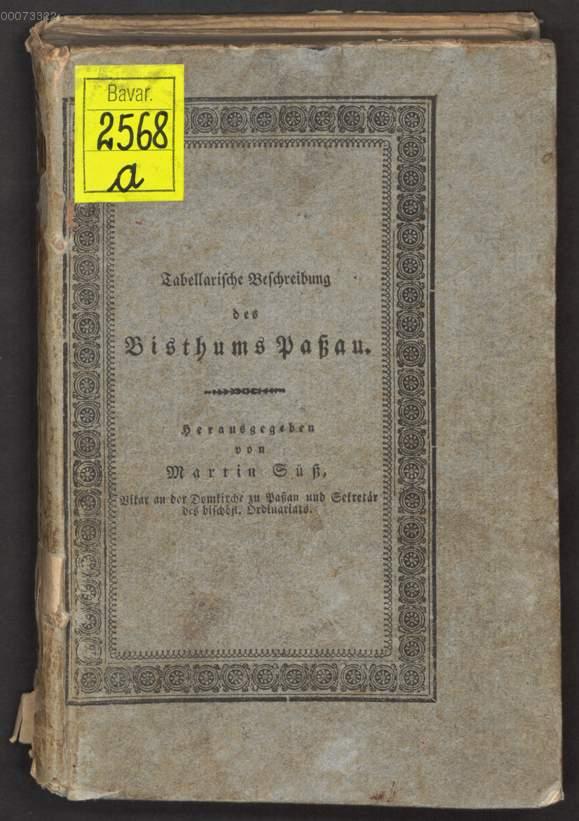 00073322
Bavar.
2568
a
Tabellarische Beschreibung
des
Bisthums Paßau.
Herausgegeben
von
Martin Süß,
Vikar an der Domkirche zu Paßau und Sekretär
des bischöfl. Ordinariats.